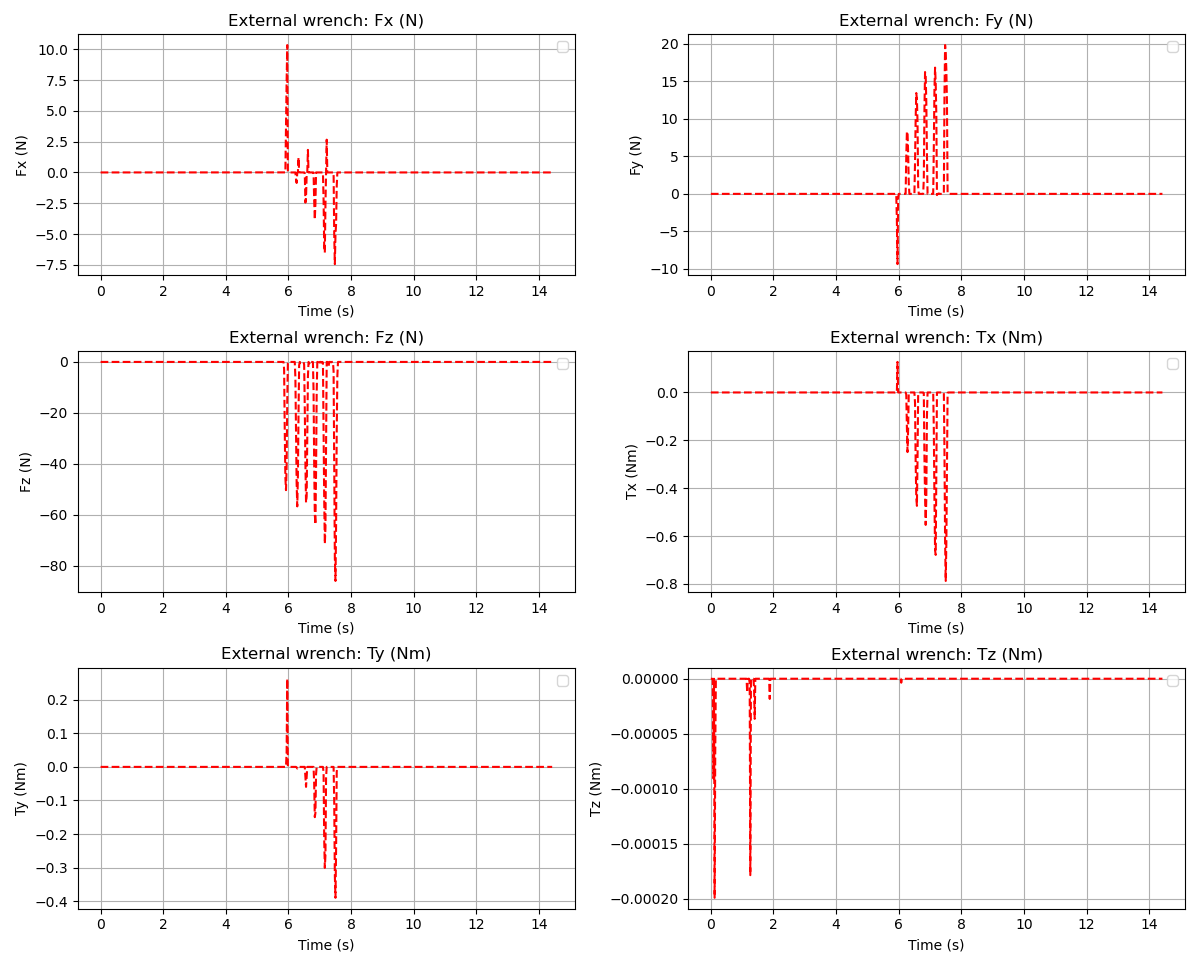 External wrench: Fx (N)
10.0
7.5
5.0
2.5
0.0
−2.5
−5.0
−7.5
Fx (N)
0 2 4 6 8 10 12 14
Time (s)
External wrench: Fy (N)
20
15
10
5
0
−5
−10
Fy (N)
0 2 4 6 8 10 12 14
Time (s)
External wrench: Fz (N)
0
−20
−40
−60
−80
Fz (N)
0 2 4 6 8 10 12 14
Time (s)
External wrench: Tx (Nm)
0.0
−0.2
−0.4
−0.6
−0.8
Tx (Nm)
0 2 4 6 8 10 12 14
Time (s)
External wrench: Ty (Nm)
0.2
0.1
0.0
−0.1
−0.2
−0.3
−0.4
Ty (Nm)
0 2 4 6 8 10 12 14
Time (s)
External wrench: Tz (Nm)
0.00000
−0.00005
−0.00010
−0.00015
−0.00020
Tz (Nm)
0 2 4 6 8 10 12 14
Time (s)